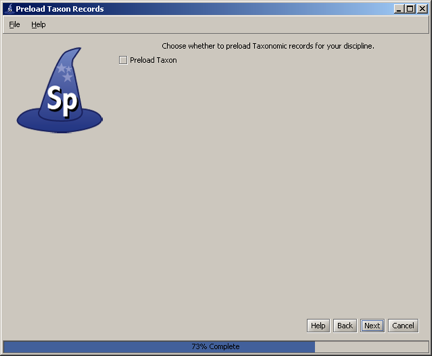 Preload Taxon Records
File Help
Choose whether to preload Taxonomic records for your discipline.
Preload Taxon
Sp
Help Back Next Cancel
73% Complete